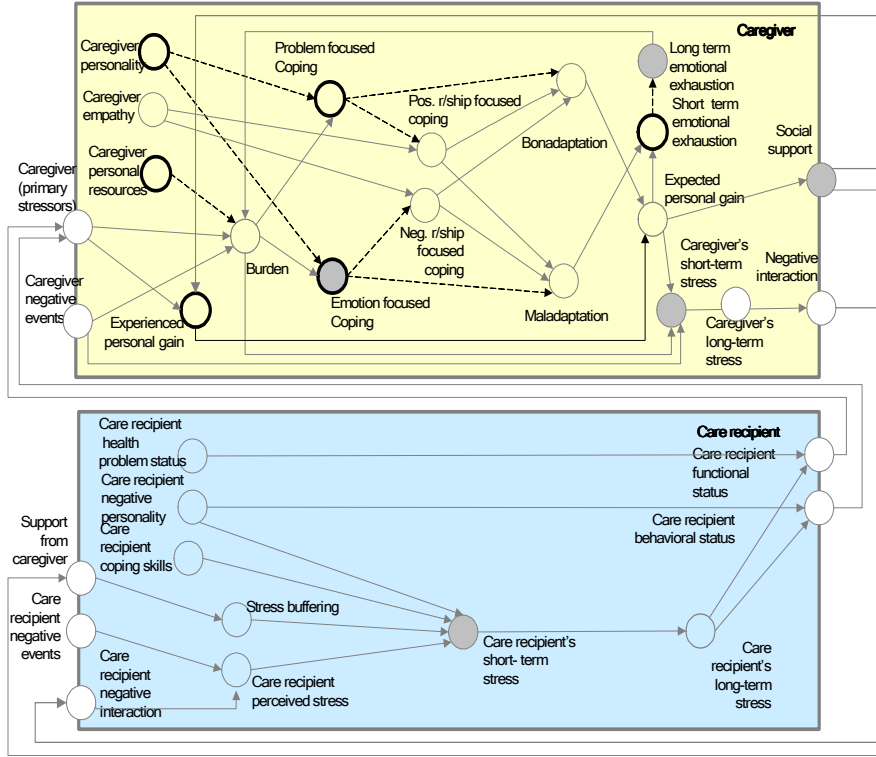 Caregiver
Caregiver
personality
Problem focused
Coping
Long term
emotional
exhaustion
Short term
emotional
exhaustion
Caregiver
empathy
Pos. r/ship focused
coping
Bonadaptation
Social
support
Caregiver
personal
resources
Caregiver
(primary
stressors)
Expected
personal gain
Neg. r/ship
focused
coping
Burden
Caregiver's
short-term
stress
Negative
interaction
Caregiver
negative
events
Emotion focused
Coping
Maladaptation
Experienced
personal gain
Caregiver's
long-term
stress
Care recipient
Care recipient
health
problem status
Care recipient
functional
status
Care recipient
negative
personality
Care recipient
behavioral status
Care
recipient
coping skills
Support
from
caregiver
Stress buffering
Care
recipient
negative
events
Care recipient's
short- term
stress
Care
recipient's
long-term
stress
Care
recipient
negative
interaction
Care recipient
perceived stress